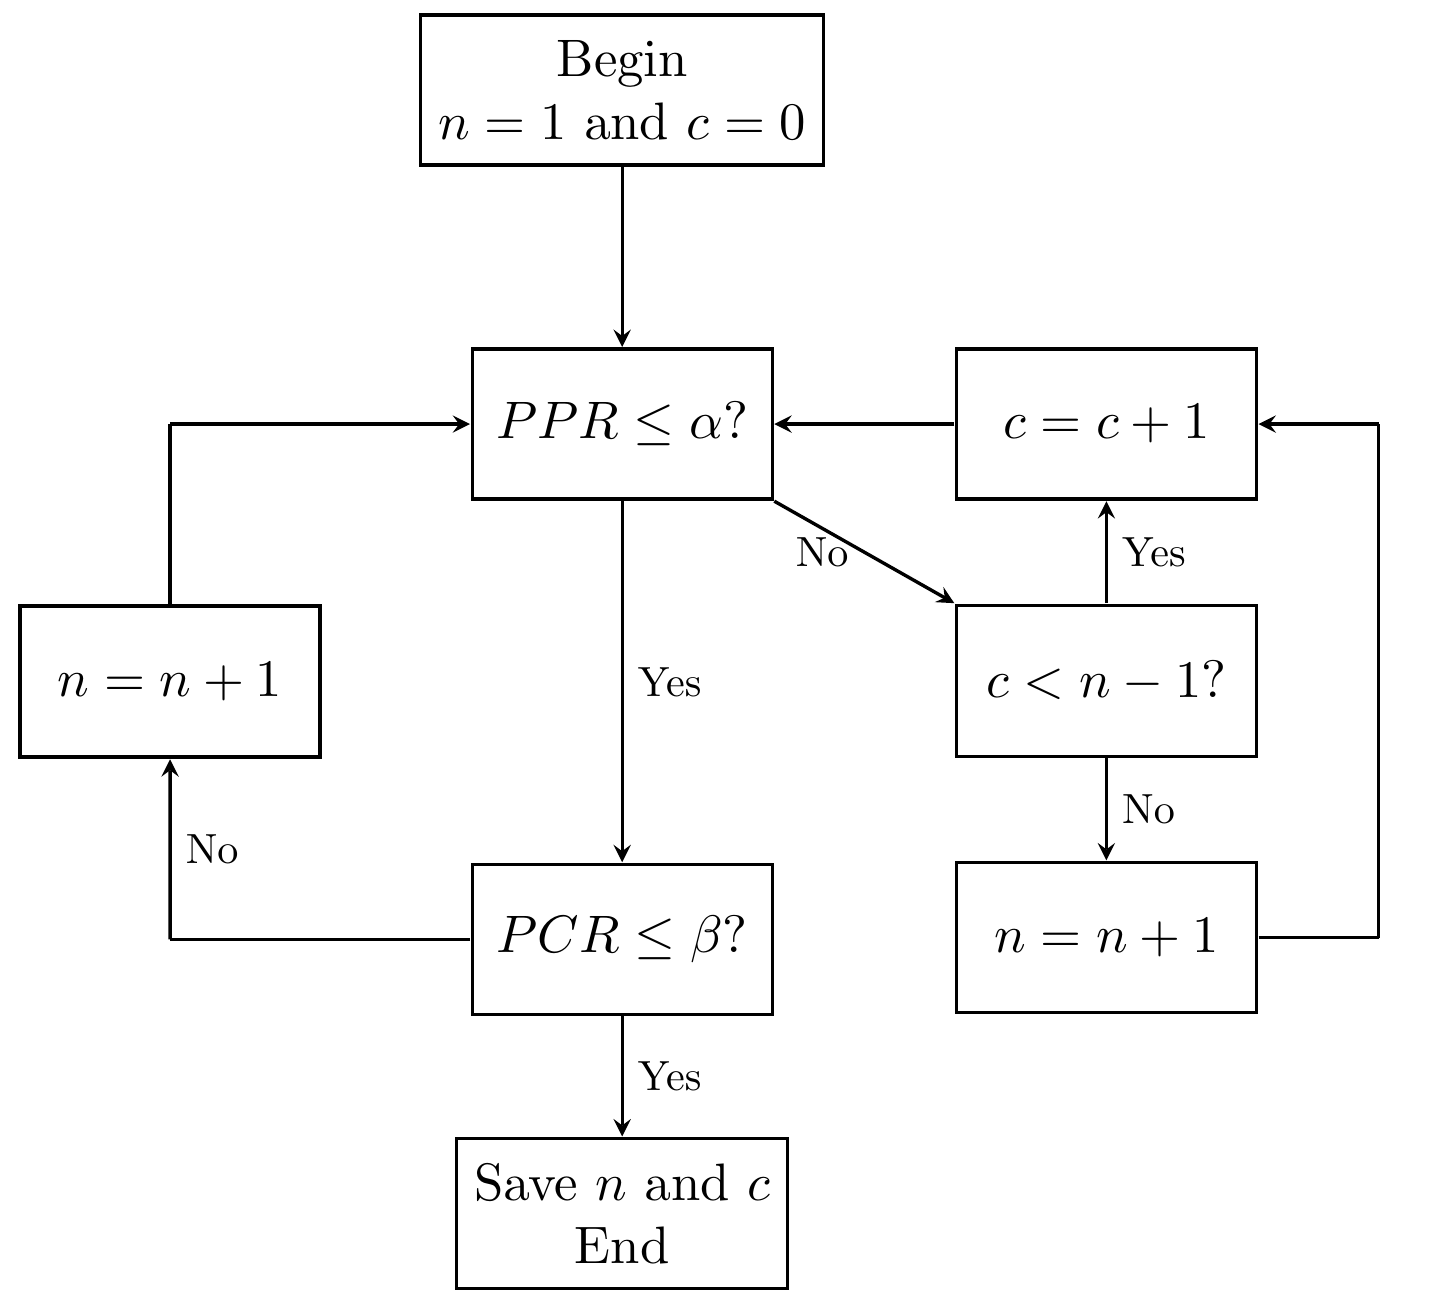 Begin
n = 1 and c = 0
PPR ≤ α?
c = c + 1
No
Yes
n = n + 1
Yes
c < n − 1?
No
No
PCR ≤ β?
n = n + 1
Yes
Save n and c
End